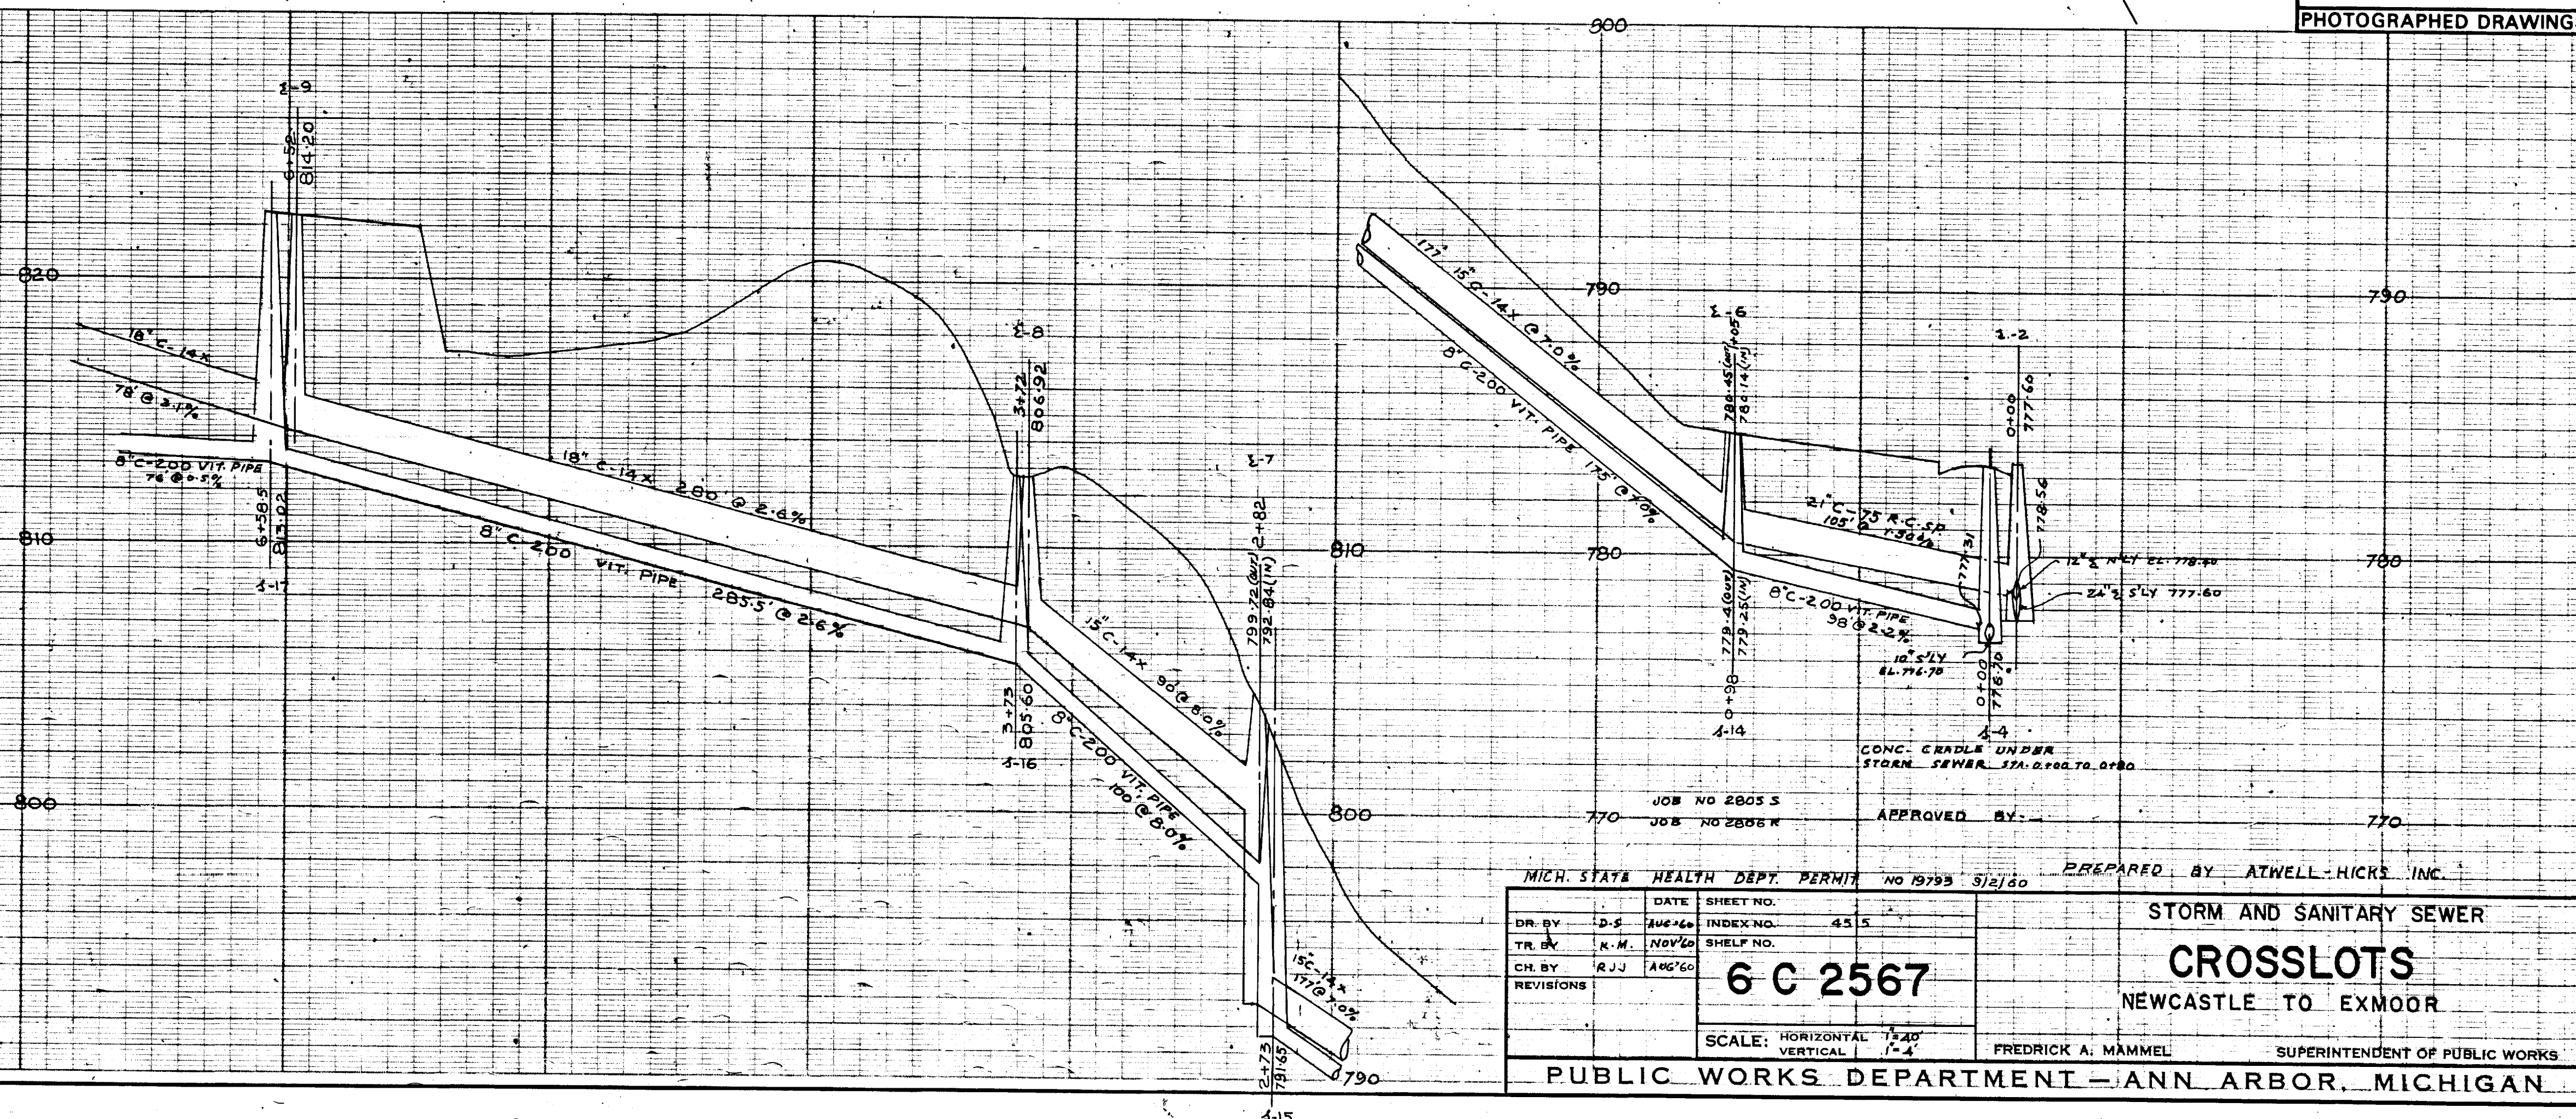 PHOTOGRAPHED DRAWING
Σ-9
6+52
814.20
820
18" C-14X
78' @ 2.1%
8" C-200 VIT. PIPE
76 @ 0.5%
6+58.5
813.02
S-17
810
800
18" C-14X 280' @ 2.6%
8" C-200 VIT. PIPE 285.5' @ 2.6%
Σ-8
3+72
806.92
3+73
805.60
S-16
15" C-14X 90' @ 8.0%
8" C-200 VIT. PIPE
100 @ 8.0%
Σ-7
799.72 (OUT) 2+82
792.84 (IN)
15"C-14X
177 @ 7.0%
2+73
791.65
S-15
810
800
790
900
790
780
770
177' 15" C-14X @ 7.0%
8" C-200 VIT. PIPE 175' @ 7.0%
Σ-6
780.45 (OUT) 1+05
780.14 (IN)
779.4 (OUT)
779.25 (IN)
0+98
S-14
21" C-75 R.C. SP.
105' @
8" C-200 VIT. PIPE
98' @ 2.2%
777.31
10" S'LY
EL. 776.70
0+00
776.70
S-4
Σ-2
0+00
777.60
778.56
12" Σ N'LY EL. 778.40
24" Σ S'LY 777.60
790
780
770
CONC. CRADLE UNDER
STORM SEWER STA. 0+00 TO 0+80
JOB NO 2805 S
JOB NO 2806 R
APPROVED BY:—
MICH. STATE HEALTH DEPT. PERMIT NO 19793 9/2/60
PREPARED BY ATWELL-HICKS INC.
DATE
DR. BY D.S AUG.60
TR. BY K.M. NOV'60
CH. BY RJJ AUG'60
REVISIONS
SHEET NO.
INDEX NO. 455
SHELF NO.
6 C 2567
SCALE: HORIZONTAL 1"=40'
VERTICAL 1"=4'
STORM AND SANITARY SEWER
CROSSLOTS
NEWCASTLE TO EXMOOR
FREDRICK A. MAMMEL SUPERINTENDENT OF PUBLIC WORKS
PUBLIC WORKS DEPARTMENT — ANN ARBOR, MICHIGAN